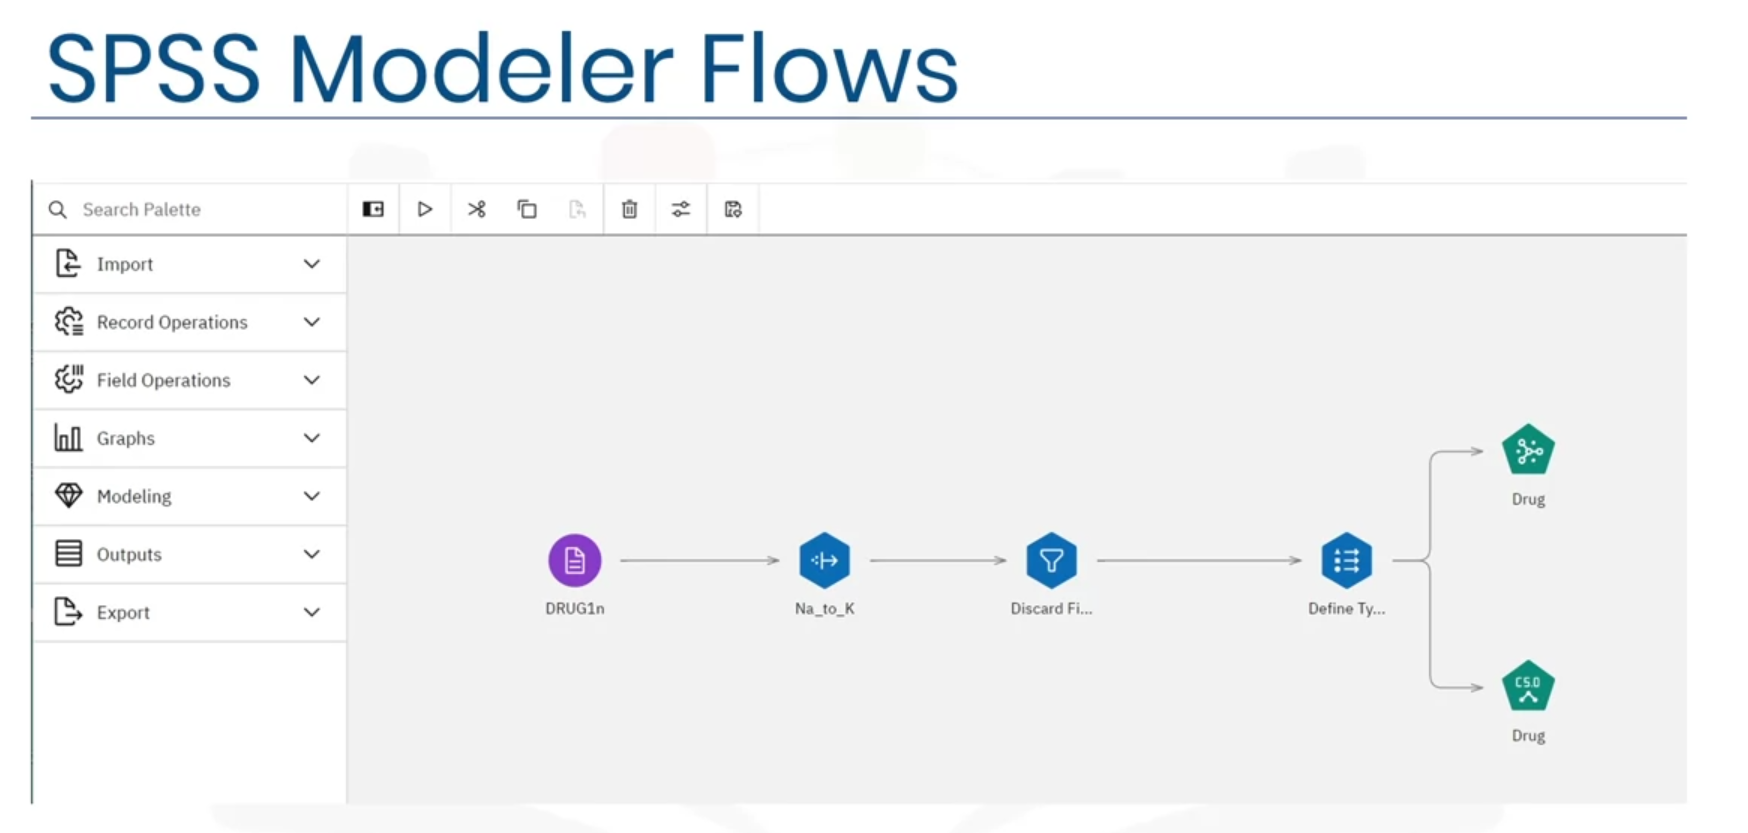 SPSS Modeler Flows
Search Palette
Import
Record Operations
Field Operations
Graphs
Modeling
Outputs
Export
DRUG1n
Na_to_K
Discard Fi...
Define Ty...
Drug
C5.0
Drug